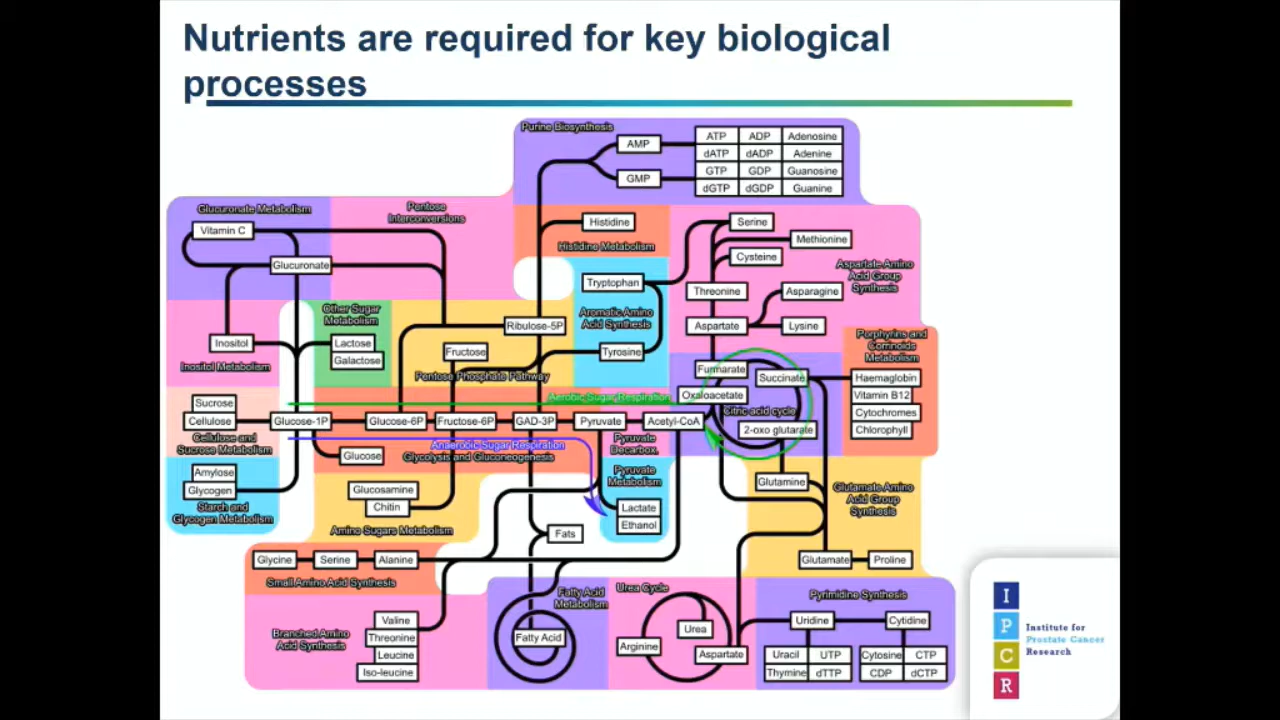 Nutrients are required for key biological
processes
Purine Biosynthesis
AMP
GMP
ATP ADP Adenosine
dATP dADP Adenine
GTP GDP Guanosine
dGTP dGDP Guanine
Glucuronate Metabolism
Vitamin C
Glucuronate
Pentose
Interconversions
Histidine
Histidine Metabolism
Serine
Methionine
Cysteine
Threonine
Asparagine
Aspartate
Lysine
Aspartate Amino
Acid Group
Synthesis
Tryptophan
Aromatic Amino
Acid Synthesis
Tyrosine
Inositol
Inositol Metabolism
Other Sugar
Metabolism
Lactose
Galactose
Ribulose-5P
Fructose
Pentose Phosphate Pathway
Porphyrins and
Corrinoids
Metabolism
Haemaglobin
Vitamin B12
Cytochromes
Chlorophyll
Fumarate
Succinate
Oxaloacetate
Citric acid cycle
2-oxo glutarate
Aerobic Sugar Respiration
Sucrose
Cellulose
Cellulose and
Sucrose Metabolism
Glucose-1P
Glucose-6P
Fructose-6P
GAD-3P
Pyruvate
Acetyl-CoA
Anaerobic Sugar Respiration
Glycolysis and Gluconeogenesis
Glucose
Pyruvate
Decarbox.
Pyruvate
Metabolism
Lactate
Ethanol
Amylose
Glycogen
Starch and
Glycogen Metabolism
Glucosamine
Chitin
Amino Sugars Metabolism
Glutamine
Glutamate Amino
Acid Group
Synthesis
Glutamate
Proline
Fats
Glycine
Serine
Alanine
Small Amino Acid Synthesis
Branched Amino
Acid Synthesis
Valine
Threonine
Leucine
Iso-leucine
Fatty Acid
Metabolism
Fatty Acid
Urea Cycle
Urea
Arginine
Aspartate
Pyrimidine Synthesis
Uridine
Cytidine
Uracil UTP
Thymine dTTP
Cytosine CTP
CDP dCTP
I
P
C
R
Institute for
Prostate Cancer
Research